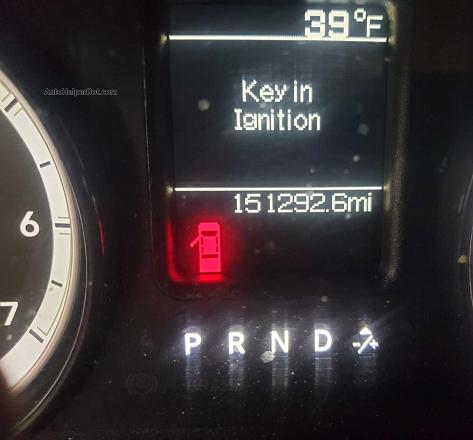 39°F
AutoHelperBot.com
Key in
Ignition
151292.6mi
6
7
P R N D -/+